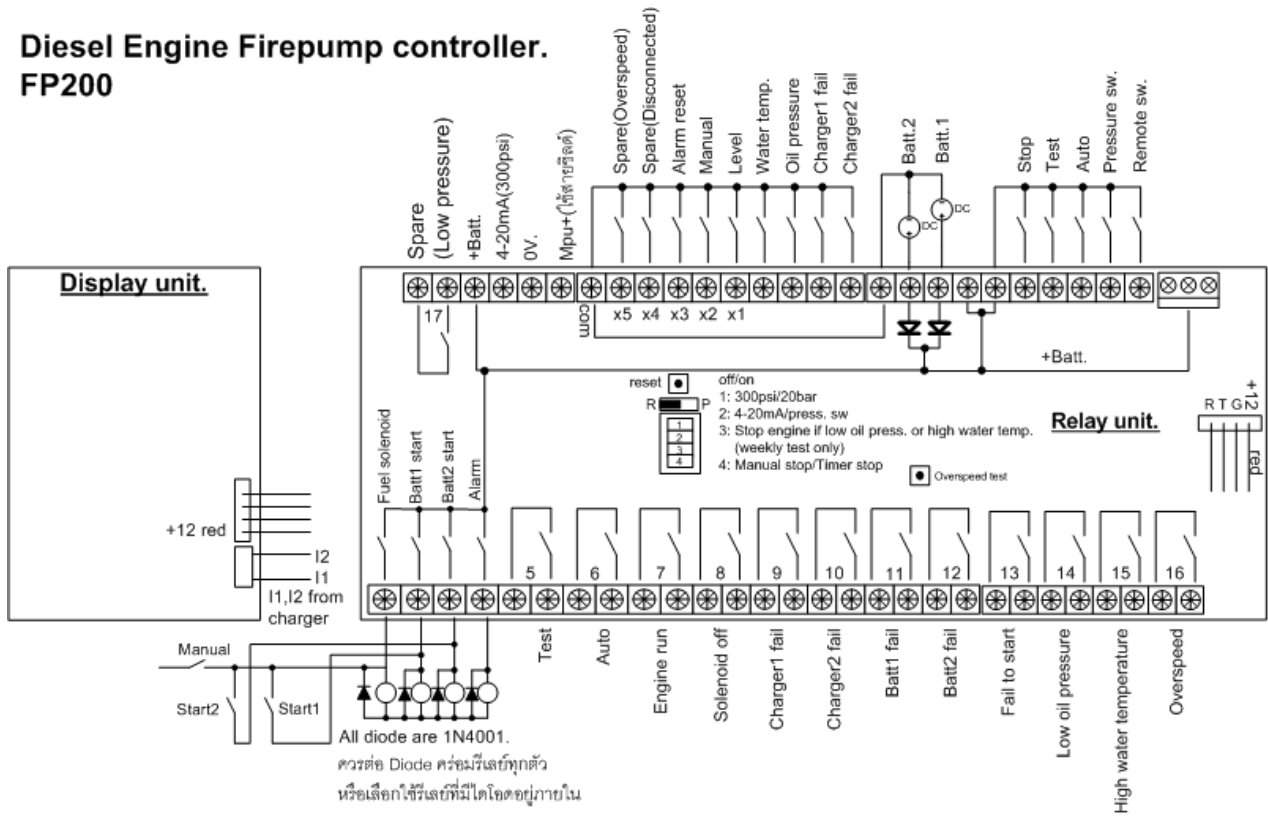 Diesel Engine Firepump controller.
FP200
Spare
(Low pressure)
+Batt.
4-20mA(300psi)
0V.
Mpu+(ใช้สายชิลด์)
Spare(Overspeed)
Spare(Disconnected)
Alarm reset
Manual
Level
Water temp.
Oil pressure
Charger1 fail
Charger2 fail
Batt.2
Batt.1
DC
DC
Stop
Test
Auto
Pressure sw.
Remote sw.
Display unit.
17
com
x5
x4
x3
x2
x1
+Batt.
reset
R
P
1
2
3
4
off/on
1: 300psi/20bar
2: 4-20mA/press. sw
3: Stop engine if low oil press. or high water temp.
(weekly test only)
4: Manual stop/Timer stop
Overspeed test
Relay unit.
+12
R T G
red
Fuel solenoid
Batt1 start
Batt2 start
Alarm
+12 red
I2
I1
I1,I2 from
charger
5
6
7
8
9
10
11
12
13
14
15
16
Test
Auto
Engine run
Solenoid off
Charger1 fail
Charger2 fail
Batt1 fail
Batt2 fail
Fail to start
Low oil pressure
High water temperature
Overspeed
Manual
Start2
Start1
All diode are 1N4001.
ควรต่อ Diode คร่อมรีเลย์ทุกตัว
หรือเลือกใช้รีเลย์ที่มีไดโอดอยู่ภายใน